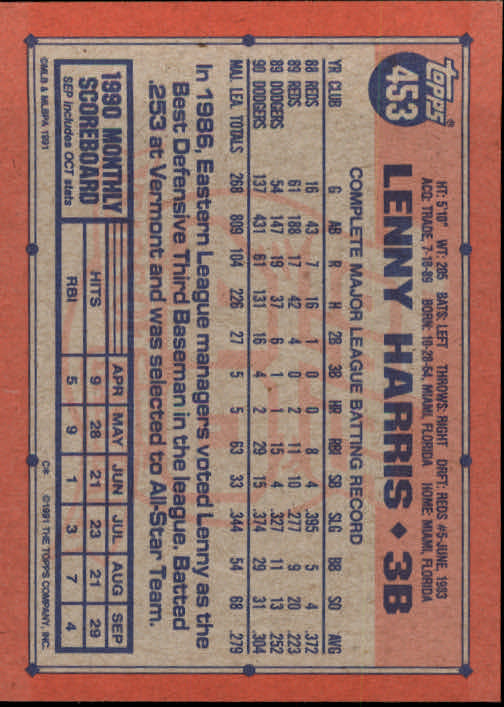 TOPPS®
453
LENNY HARRIS ♦ 3B
HT: 5'10" WT: 205 BATS: LEFT THROWS: RIGHT DRFT: REDS #5-JUNE, 1983
ACQ: TRADE, 7-18-89 BORN: 10-28-64, MIAMI, FLORIDA HOME: MIAMI, FLORIDA
COMPLETE MAJOR LEAGUE BATTING RECORD
YR CLUB G AB R H 2B 3B HR RBI SB SLG BB SO AVG
88 REDS 16 43 7 16 1 0 0 8 4 .395 5 4 .372
89 REDS 61 188 17 42 4 0 2 11 10 .277 9 20 .223
89 DODGERS 54 147 19 37 6 1 1 15 4 .327 11 13 .252
90 DODGERS 137 431 61 131 16 4 2 29 15 .374 29 31 .304
MAJ. LEA. TOTALS 268 809 104 226 27 5 5 63 33 .344 54 68 .279
In 1986, Eastern League managers voted Lenny as the
Best Defensive Third Baseman in the league. Batted
.253 at Vermont and was selected to All-Star Team.
1990 MONTHLY
SCOREBOARD
SEP includes OCT stats
APR MAY JUN JUL AUG SEP
HITS 9 28 21 23 21 29
RBI 5 9 1 3 7 4
©MLB & MLBPA 1991
C* ©1991 THE TOPPS COMPANY, INC.